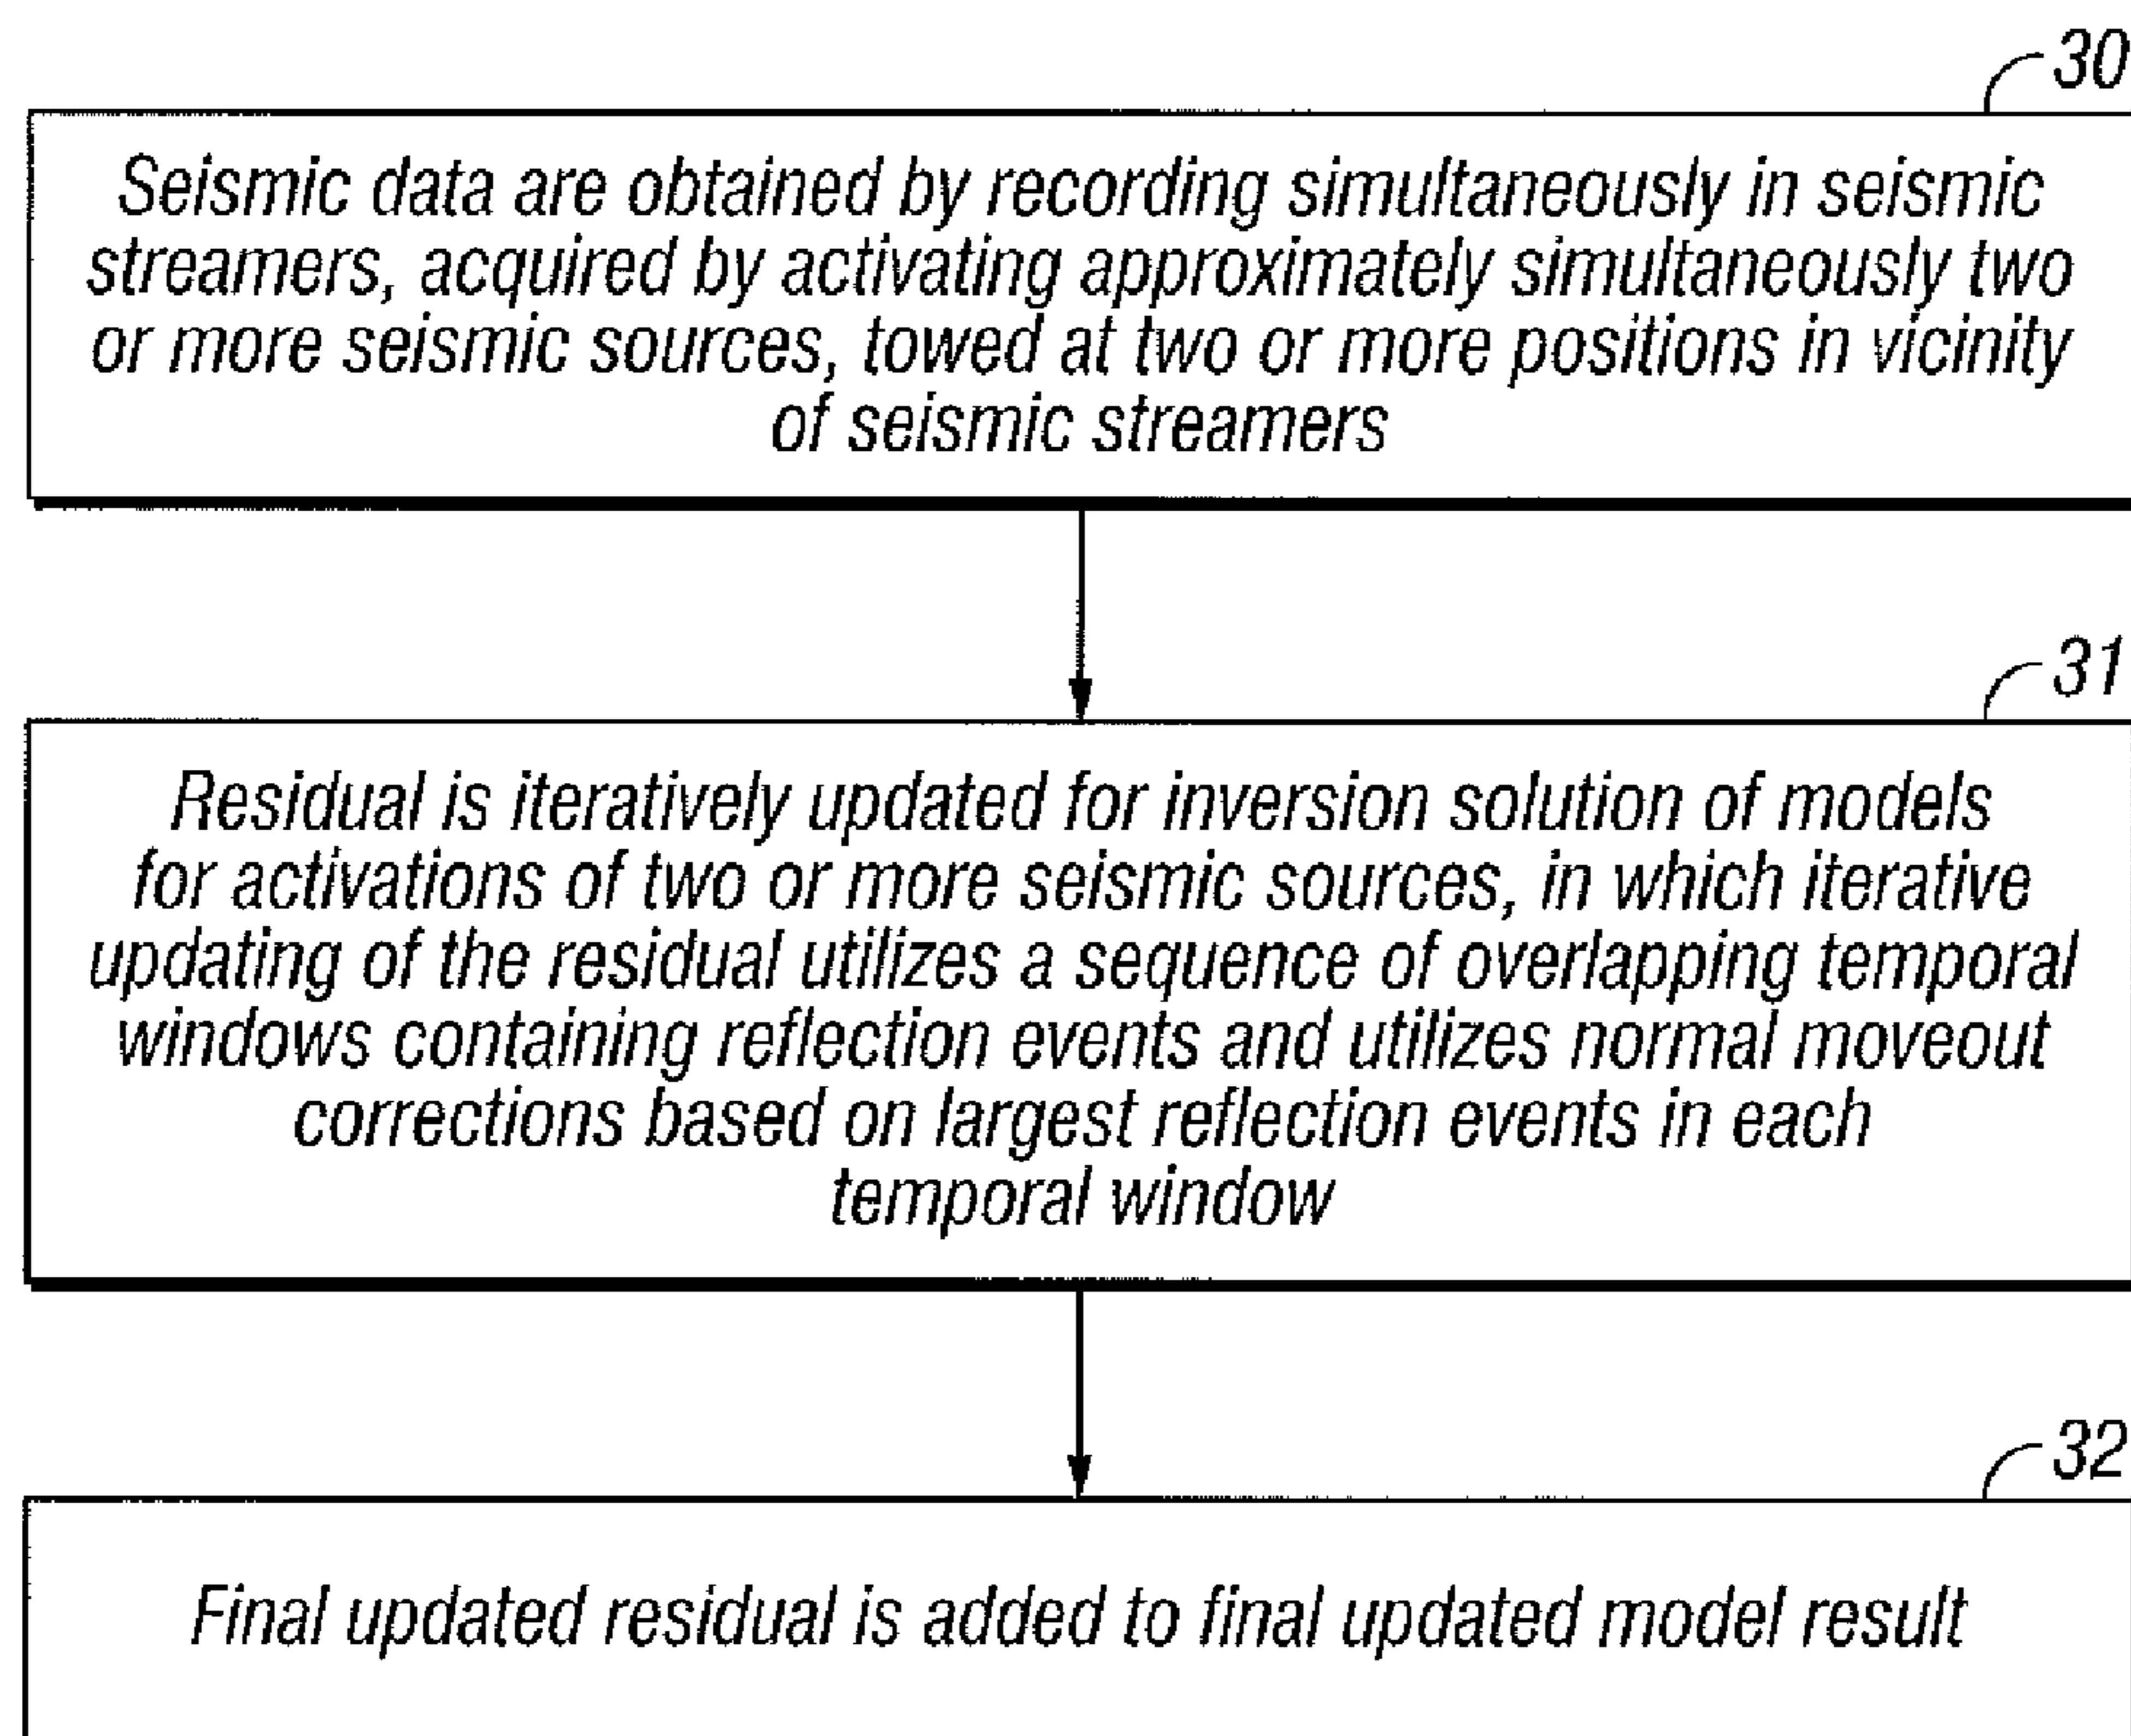 30
Seismic data are obtained by recording simultaneously in seismic
streamers, acquired by activating approximately simultaneously two
or more seismic sources, towed at two or more positions in vicinity
of seismic streamers
31
Residual is iteratively updated for inversion solution of models
for activations of two or more seismic sources, in which iterative
updating of the residual utilizes a sequence of overlapping temporal
windows containing reflection events and utilizes normal moveout
corrections based on largest reflection events in each
temporal window
32
Final updated residual is added to final updated model result